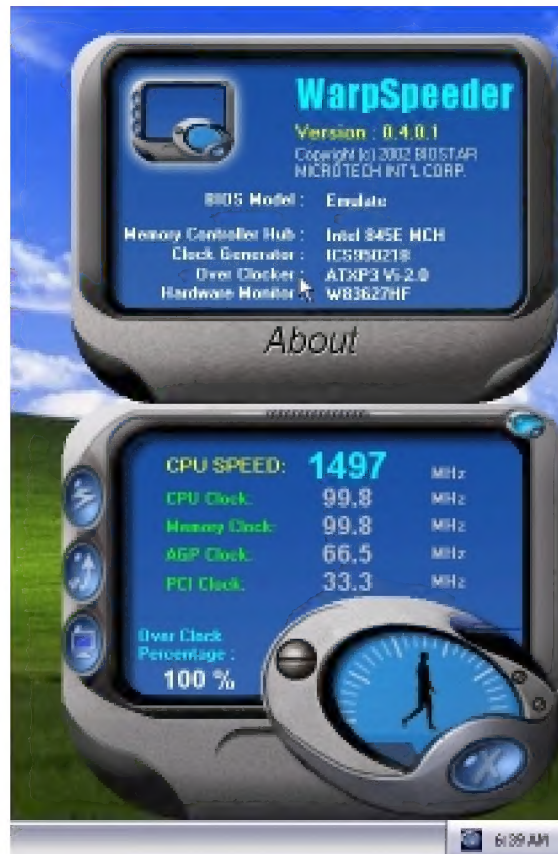 WarpSpeeder
Version : 0.4.0.1
Copyright (c) 2002 BIOSTAR
MICROTECH INT'L CORP.
BIOS Model : Emulate
Memory Controller Hub : Intel 845E MCH
Clock Generator : ICS950218
Over Clocker : ATXP3 V-2.0
Hardware Monitor : W83627HF
About
CPU SPEED: 1497 MHz
CPU Clock: 99.8 MHz
Memory Clock: 99.8 MHz
AGP Clock: 66.5 MHz
PCI Clock: 33.3 MHz
Over Clock
Percentage :
100 %
6:39 AM